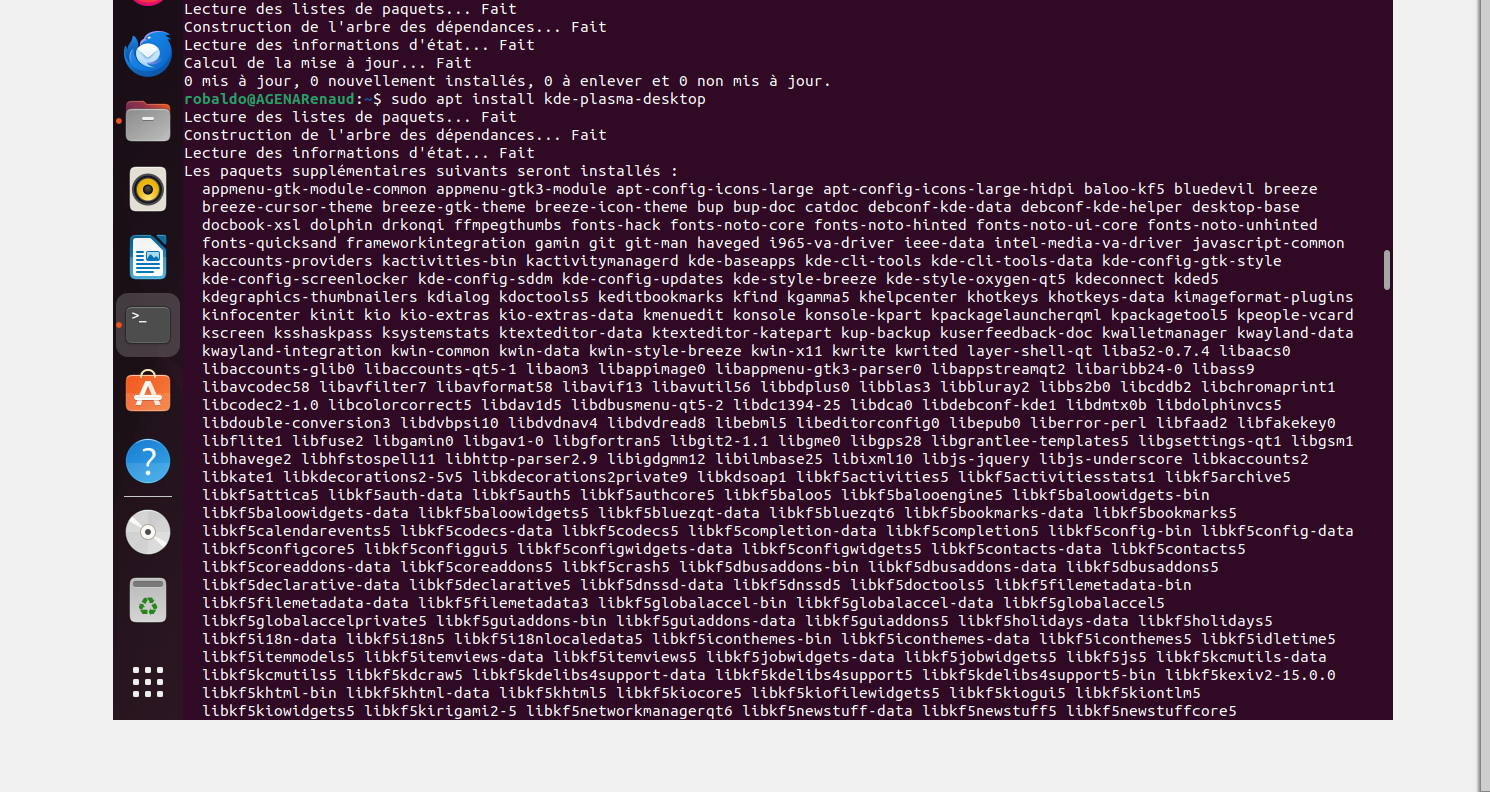 Lecture des listes de paquets... Fait
Construction de l'arbre des dépendances... Fait
Lecture des informations d'état... Fait
Calcul de la mise à jour... Fait
0 mis à jour, 0 nouvellement installés, 0 à enlever et 0 non mis à jour.
robaldo@AGENARenaud:~$ sudo apt install kde-plasma-desktop
Lecture des listes de paquets... Fait
Construction de l'arbre des dépendances... Fait
Lecture des informations d'état... Fait
Les paquets supplémentaires suivants seront installés :
appmenu-gtk-module-common appmenu-gtk3-module apt-config-icons-large apt-config-icons-large-hidpi baloo-kf5 bluedevil breeze
breeze-cursor-theme breeze-gtk-theme breeze-icon-theme bup bup-doc catdoc debconf-kde-data debconf-kde-helper desktop-base
docbook-xsl dolphin drkonqi ffmpegthumbs fonts-hack fonts-noto-core fonts-noto-hinted fonts-noto-ui-core fonts-noto-unhinted
fonts-quicksand frameworkintegration gamin git git-man haveged i965-va-driver ieee-data intel-media-va-driver javascript-common
kaccounts-providers kactivities-bin kactivitymanagerd kde-baseapps kde-cli-tools kde-cli-tools-data kde-config-gtk-style
kde-config-screenlocker kde-config-sddm kde-config-updates kde-style-breeze kde-style-oxygen-qt5 kdeconnect kded5
kdegraphics-thumbnailers kdialog kdoctools5 keditbookmarks kfind kgamma5 khelpcenter khotkeys khotkeys-data kimageformat-plugins
kinfocenter kinit kio kio-extras kio-extras-data kmenuedit konsole konsole-kpart kpackagelauncherqml kpackagetool5 kpeople-vcard
kscreen ksshaskpass ksystemstats ktexteditor-data ktexteditor-katepart kup-backup kuserfeedback-doc kwalletmanager kwayland-data
kwayland-integration kwin-common kwin-data kwin-style-breeze kwin-x11 kwrite kwrited layer-shell-qt liba52-0.7.4 libaacs0
libaccounts-glib0 libaccounts-qt5-1 libaom3 libappimage0 libappmenu-gtk3-parser0 libappstreamqt2 libaribb24-0 libass9
libavcodec58 libavfilter7 libavformat58 libavif13 libavutil56 libbdplus0 libblas3 libbluray2 libbs2b0 libcddb2 libchromaprint1
libcodec2-1.0 libcolorcorrect5 libdav1d5 libdbusmenu-qt5-2 libdc1394-25 libdca0 libdebconf-kde1 libdmtx0b libdolphinvcs5
libdouble-conversion3 libdvbpsi10 libdvdnav4 libdvdread8 libebml5 libeditorconfig0 libepub0 liberror-perl libfaad2 libfakekey0
libflite1 libfuse2 libgamin0 libgav1-0 libgfortran5 libgit2-1.1 libgme0 libgps28 libgrantlee-templates5 libgsettings-qt1 libgsm1
libhavege2 libhfstospell11 libhttp-parser2.9 libigdgmm12 libilmbase25 libixml10 libjs-jquery libjs-underscore libkaccounts2
libkate1 libkdecorations2-5v5 libkdecorations2private9 libkdsoap1 libkf5activities5 libkf5activitiesstats1 libkf5archive5
libkf5attica5 libkf5auth-data libkf5auth5 libkf5authcore5 libkf5baloo5 libkf5balooengine5 libkf5baloowidgets-bin
libkf5baloowidgets-data libkf5baloowidgets5 libkf5bluezqt-data libkf5bluezqt6 libkf5bookmarks-data libkf5bookmarks5
libkf5calendarevents5 libkf5codecs-data libkf5codecs5 libkf5completion-data libkf5completion5 libkf5config-bin libkf5config-data
libkf5configcore5 libkf5configgui5 libkf5configwidgets-data libkf5configwidgets5 libkf5contacts-data libkf5contacts5
libkf5coreaddons-data libkf5coreaddons5 libkf5crash5 libkf5dbusaddons-bin libkf5dbusaddons-data libkf5dbusaddons5
libkf5declarative-data libkf5declarative5 libkf5dnssd-data libkf5dnssd5 libkf5doctools5 libkf5filemetadata-bin
libkf5filemetadata-data libkf5filemetadata3 libkf5globalaccel-bin libkf5globalaccel-data libkf5globalaccel5
libkf5globalaccelprivate5 libkf5guiaddons-bin libkf5guiaddons-data libkf5guiaddons5 libkf5holidays-data libkf5holidays5
libkf5i18n-data libkf5i18n5 libkf5i18nlocaledata5 libkf5iconthemes-bin libkf5iconthemes-data libkf5iconthemes5 libkf5idletime5
libkf5itemmodels5 libkf5itemviews-data libkf5itemviews5 libkf5jobwidgets-data libkf5jobwidgets5 libkf5js5 libkf5kcmutils-data
libkf5kcmutils5 libkf5kdcraw5 libkf5kdelibs4support-data libkf5kdelibs4support5 libkf5kdelibs4support5-bin libkf5kexiv2-15.0.0
libkf5khtml-bin libkf5khtml-data libkf5khtml5 libkf5kiocore5 libkf5kiofilewidgets5 libkf5kiogui5 libkf5kiontlm5
libkf5kiowidgets5 libkf5kirigami2-5 libkf5networkmanagerqt6 libkf5newstuff-data libkf5newstuff5 libkf5newstuffcore5